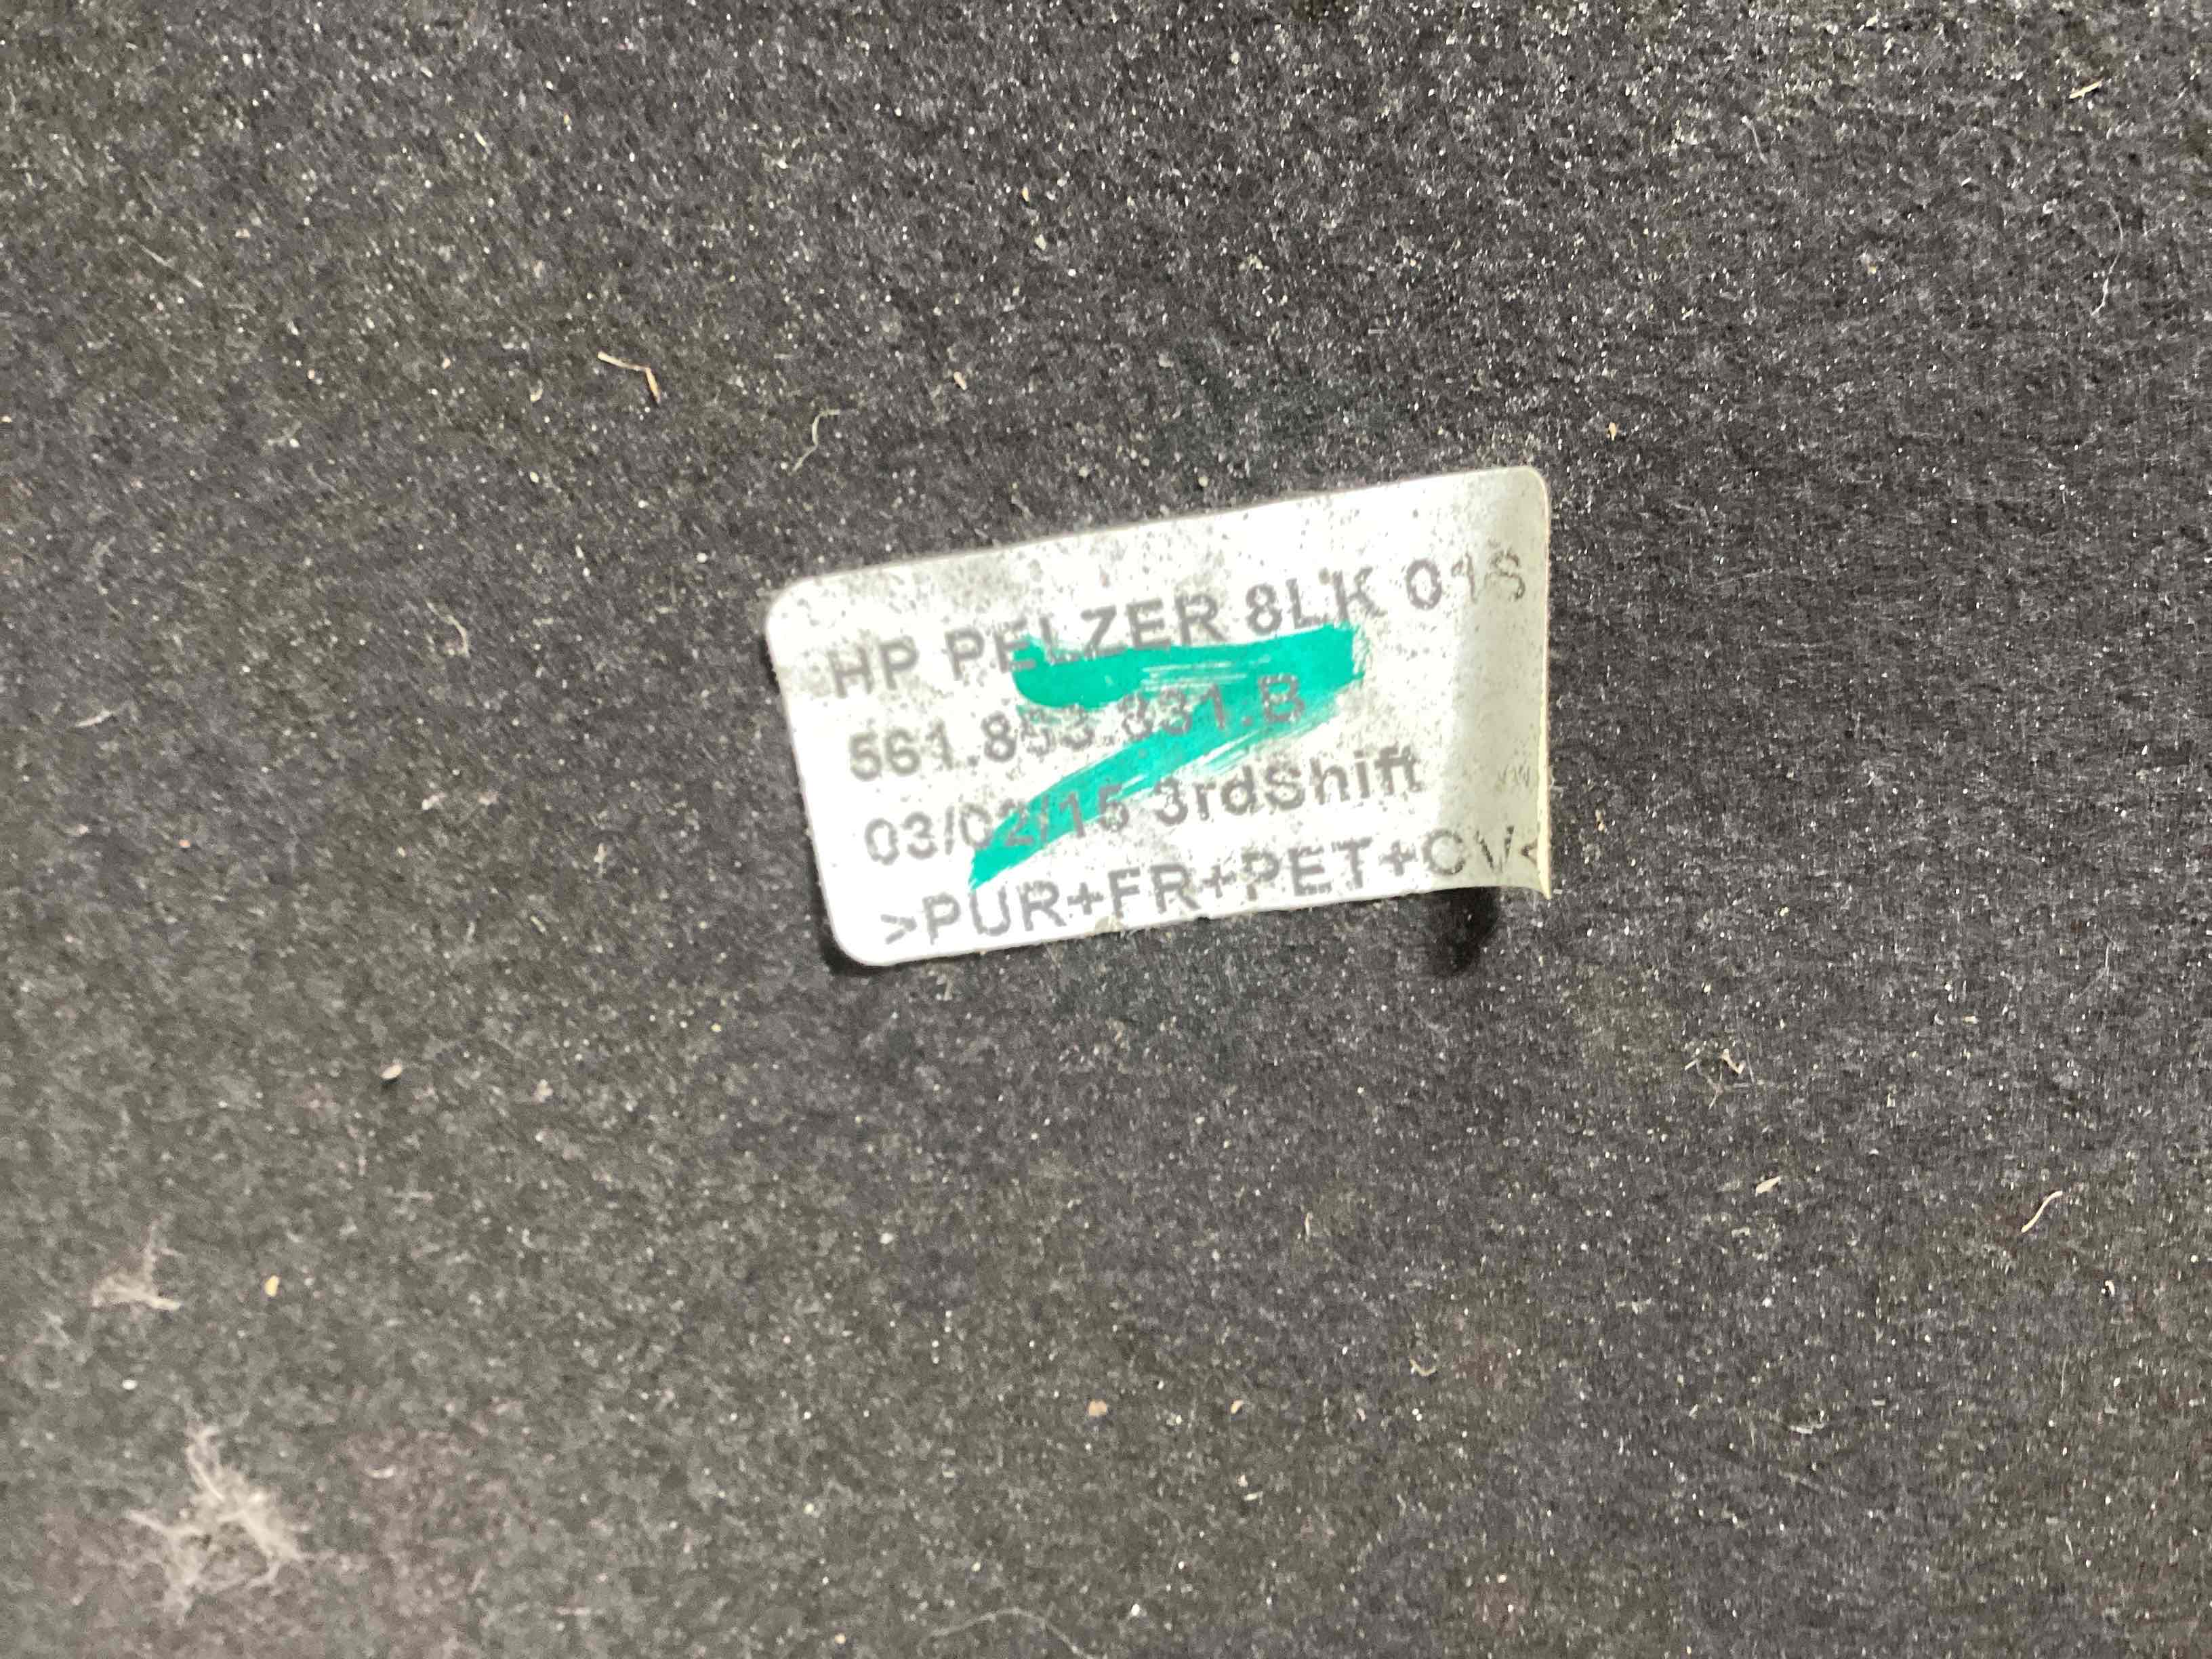 HP PELZER 8LK 01S
561.853.831.B
03/02/15 3rdShift
>PUR+FR+PET+CV<